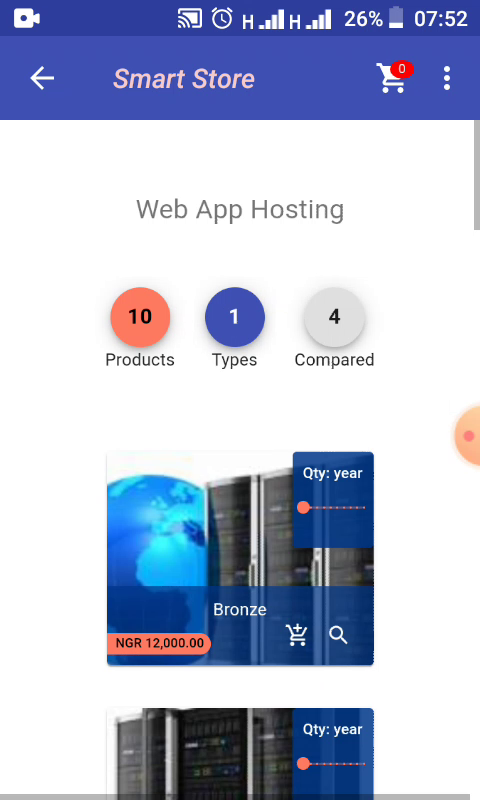 H H 26% 07:52
Smart Store
0
Web App Hosting
10 1 4
Products Types Compared
Qty: year
Bronze
NGR 12,000.00
Qty: year